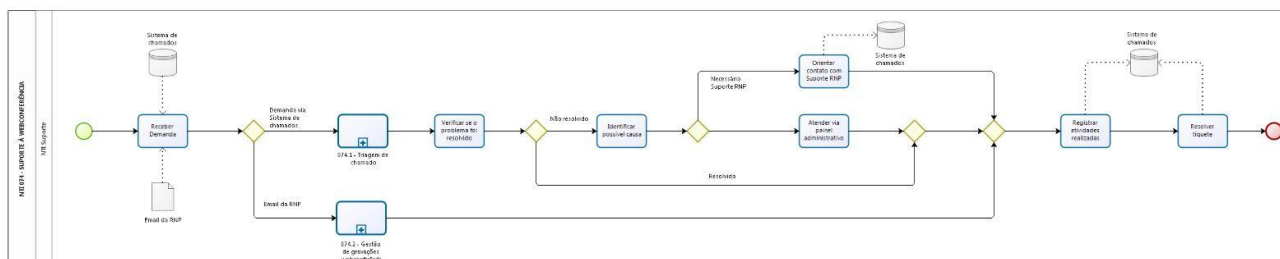 NTI 074 - SUPORTE À WEBCONFERÊNCIA
NTI Suporte
Sistema de
chamados
Receber
Demanda
Email da RNP
Demanda via
Sistema de
chamados
Email da RNP
074.1 - Triagem de
chamado
074.2 - Gestão
de gravações
Verificar se o
problema foi
resolvido
Não resolvido
Resolvido
Identificar
possível causa
Necessário
Suporte RNP
Orientar
contato com
Suporte RNP
Sistema de
chamados
Atender via
painel
administrativo
Sistema de
chamados
Registrar
atividades
realizadas
Resolver
tíquete